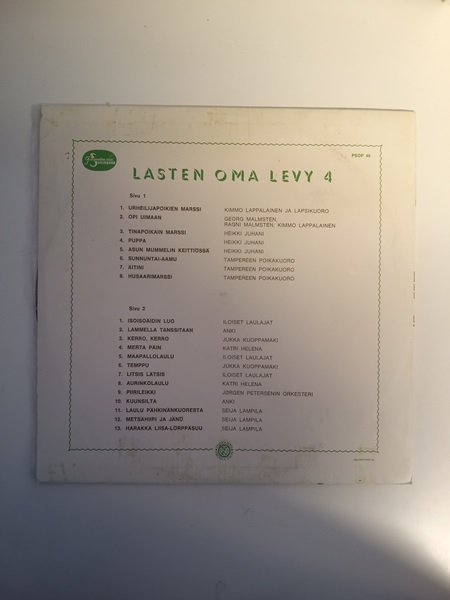 PSOP 49
LASTEN OMA LEVY 4
Sivu 1
1. URHEILIJAPOIKIEN MARSSI KIMMO LAPPALAINEN JA LAPSIKUORO
2. OPI UIMAAN GEORG MALMSTEN,
RAGNI MALMSTEN, KIMMO LAPPALAINEN
3. TINAPOIKAIN MARSSI HEIKKI JUHANI
4. PUPPA HEIKKI JUHANI
5. ASUN MUMMELIN KEITTIÖSSÄ HEIKKI JUHANI
6. SUNNUNTAI-AAMU TAMPEREEN POIKAKUORO
7. ÄITINI TAMPEREEN POIKAKUORO
8. HUSAARIMARSSI TAMPEREEN POIKAKUORO
Sivu 2
1. ISOISÖÄIDIN LUO ILOISET LAULAJAT
2. LAMMELLA TANSSITAAN ANKI
3. KERRO, KERRO JUKKA KUOPPAMÄKI
4. MERTA PÄIN KATRI HELENA
5. MAAPALLOLAULU ILOISET LAULAJAT
6. TEMPPU JUKKA KUOPPAMÄKI
7. LITSIS LÄTSIS ILOISET LAULAJAT
8. AURINKOLAULU KATRI HELENA
9. PIIRILEIKKI JÖRGEN PETERSENIN ORKESTERI
10. KUUNSILTA ANKI
11. LAULU PÄHKINÄNKUORESTA SEIJA LAMPILA
12. METSÄHIIRI JA JÄNÖ SEIJA LAMPILA
13. HARAKKA LIISA-LÖRPPÄSUU SEIJA LAMPILA